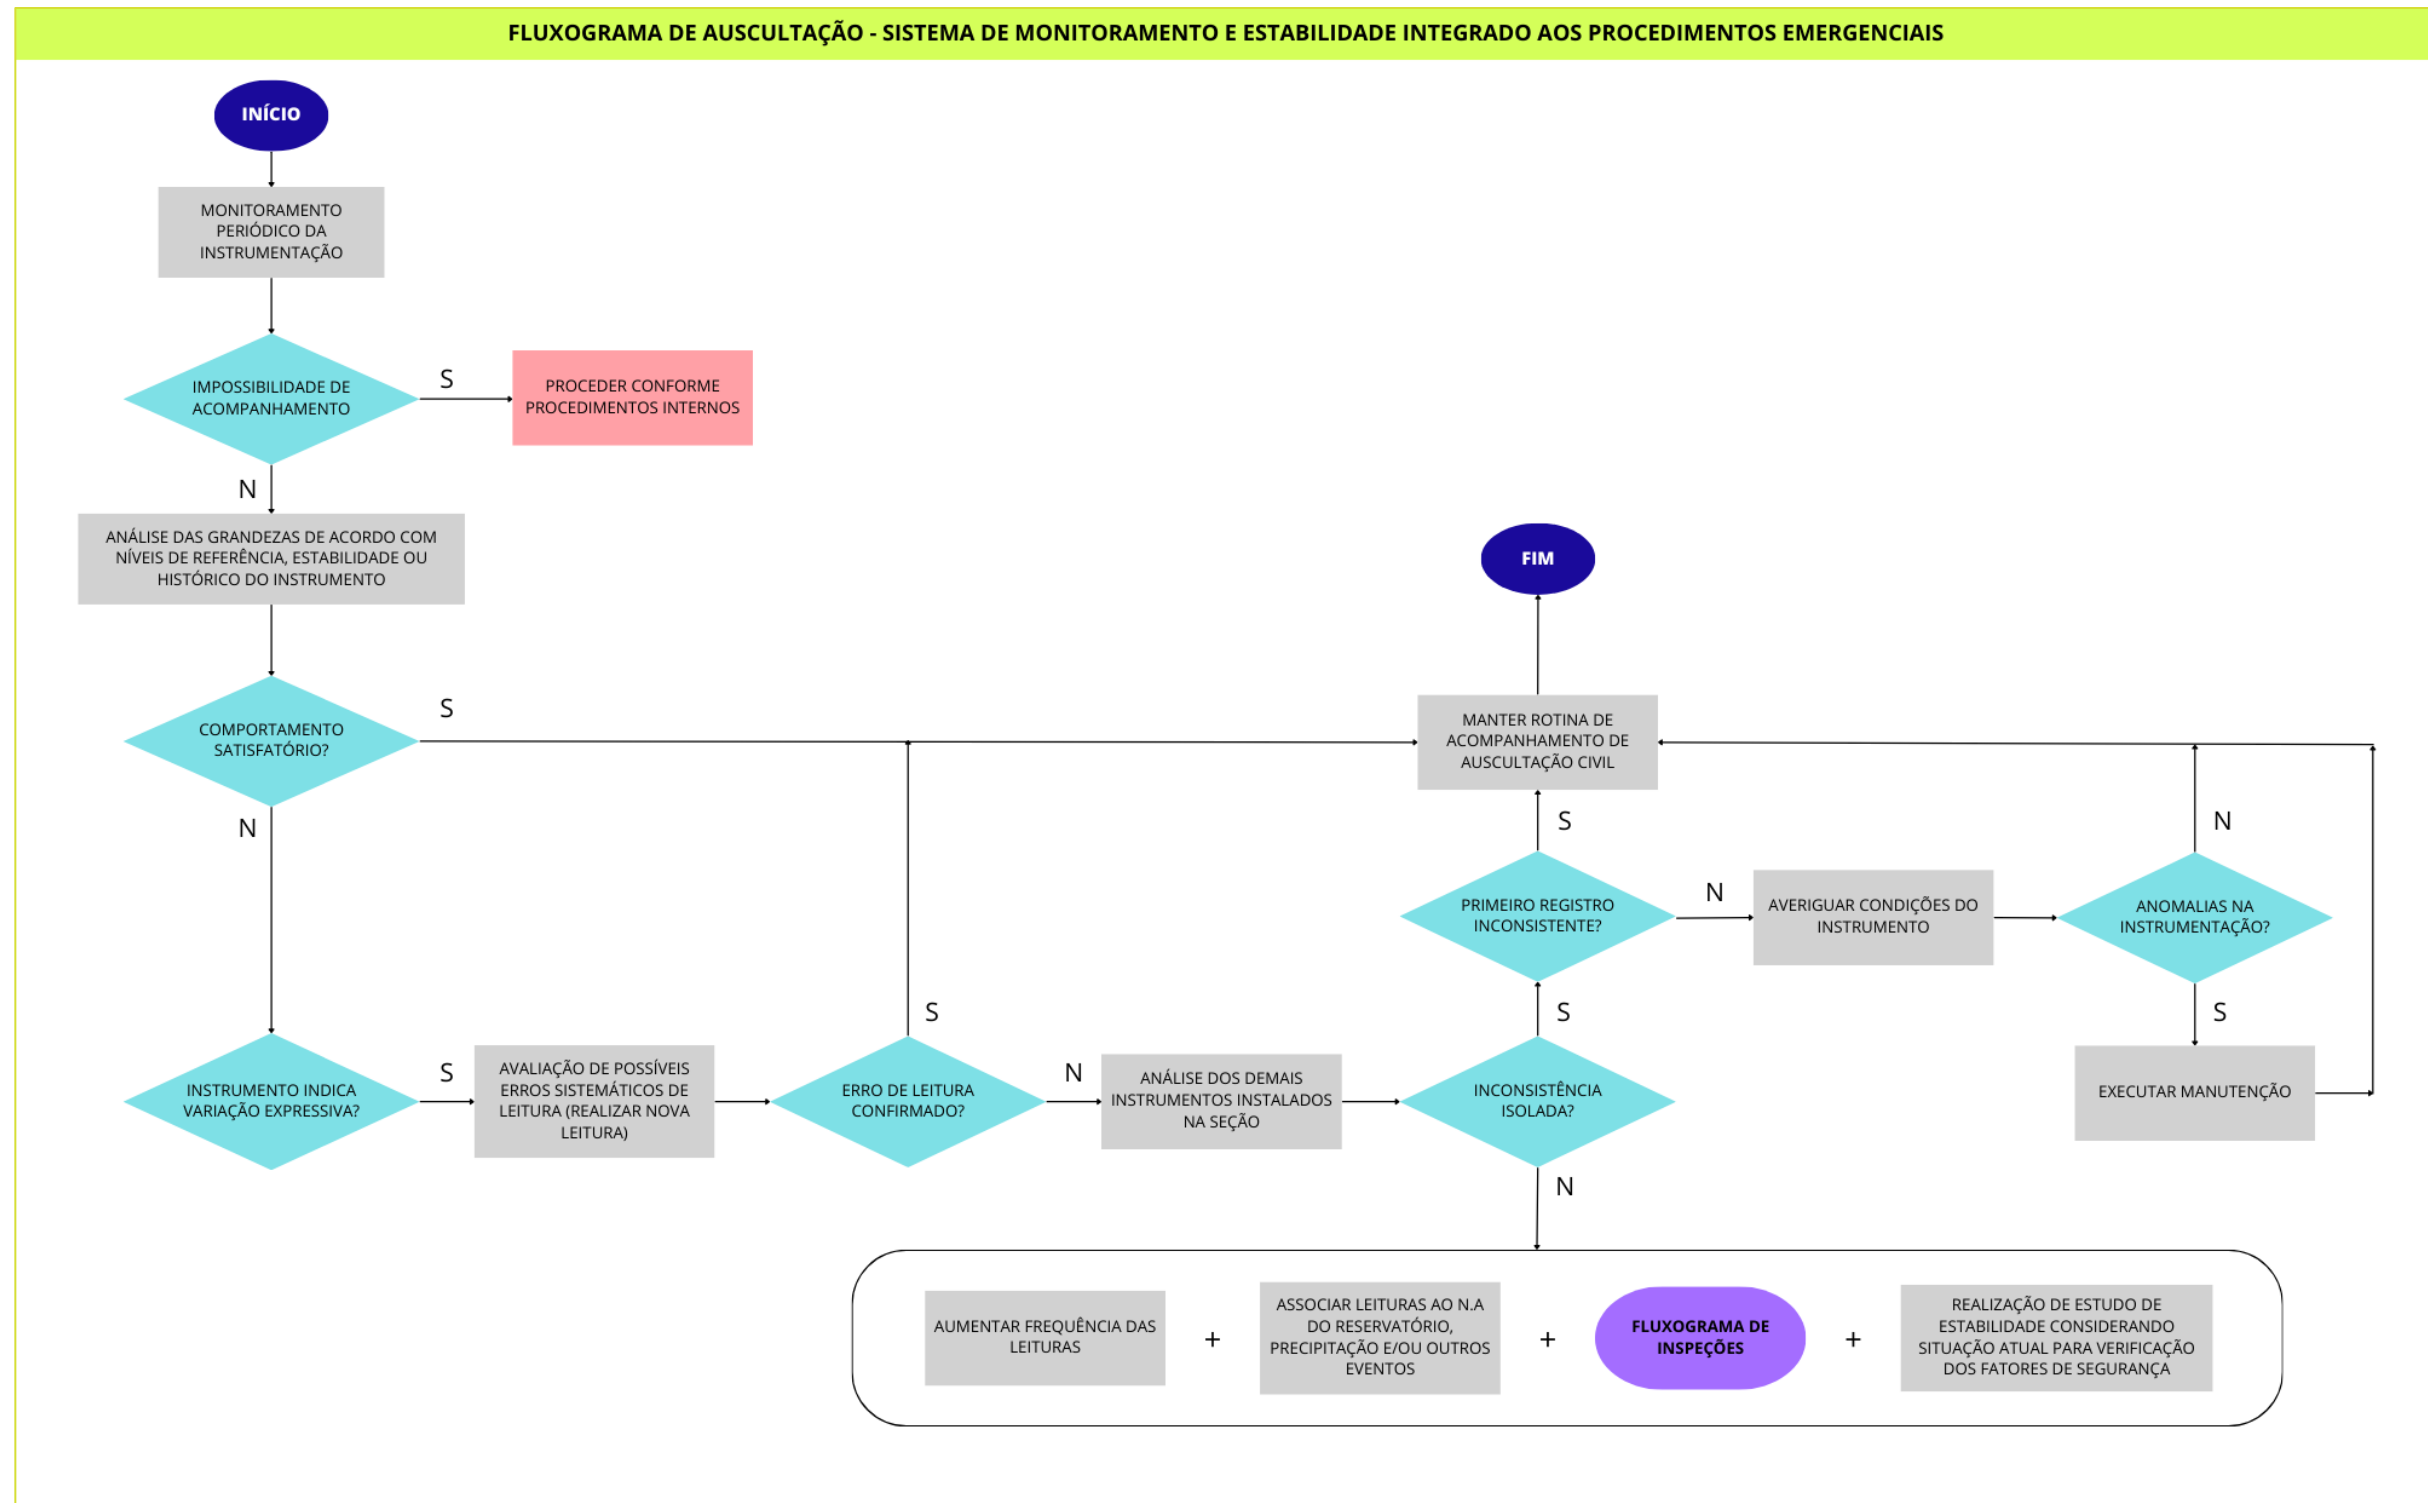 FLUXOGRAMA DE AUSCULTAÇÃO - SISTEMA DE MONITORAMENTO E ESTABILIDADE INTEGRADO AOS PROCEDIMENTOS EMERGENCIAIS
INÍCIO
MONITORAMENTO
PERIÓDICO DA
INSTRUMENTAÇÃO
IMPOSSIBILIDADE DE
ACOMPANHAMENTO
S
PROCEDER CONFORME
PROCEDIMENTOS INTERNOS
N
ANÁLISE DAS GRANDEZAS DE ACORDO COM
NÍVEIS DE REFERÊNCIA, ESTABILIDADE OU
HISTÓRICO DO INSTRUMENTO
FIM
COMPORTAMENTO
SATISFATÓRIO?
S
MANTER ROTINA DE
ACOMPANHAMENTO DE
AUSCULTAÇÃO CIVIL
N
S
N
PRIMEIRO REGISTRO
INCONSISTENTE?
N
AVERIGUAR CONDIÇÕES DO
INSTRUMENTO
ANOMALIAS NA
INSTRUMENTAÇÃO?
S
S
S
INSTRUMENTO INDICA
VARIAÇÃO EXPRESSIVA?
S
AVALIAÇÃO DE POSSÍVEIS
ERROS SISTEMÁTICOS DE
LEITURA (REALIZAR NOVA
LEITURA)
ERRO DE LEITURA
CONFIRMADO?
N
ANÁLISE DOS DEMAIS
INSTRUMENTOS INSTALADOS
NA SEÇÃO
INCONSISTÊNCIA
ISOLADA?
EXECUTAR MANUTENÇÃO
N
AUMENTAR FREQUÊNCIA DAS
LEITURAS
+
ASSOCIAR LEITURAS AO N.A
DO RESERVATÓRIO,
PRECIPITAÇÃO E/OU OUTROS
EVENTOS
+
FLUXOGRAMA DE
INSPEÇÕES
+
REALIZAÇÃO DE ESTUDO DE
ESTABILIDADE CONSIDERANDO
SITUAÇÃO ATUAL PARA VERIFICAÇÃO
DOS FATORES DE SEGURANÇA